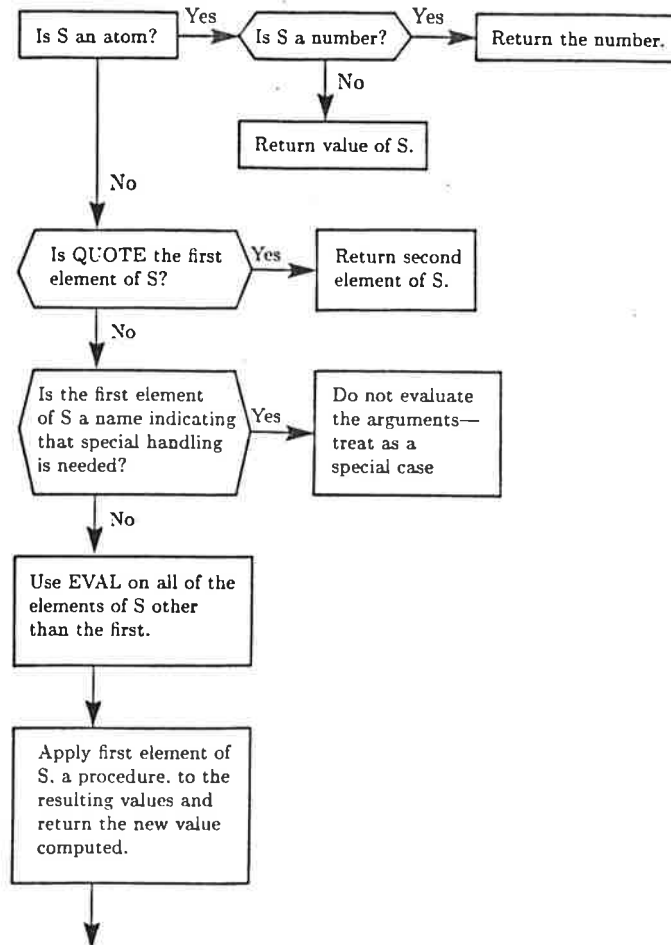 Is S an atom?
Yes
Is S a number?
Yes
Return the number.
No
Return value of S.
No
Is QUOTE the first
element of S?
Yes
Return second
element of S.
No
Is the first element
of S a name indicating
that special handling
is needed?
Yes
Do not evaluate
the arguments—
treat as a
special case
No
Use EVAL on all of the
elements of S other
than the first.
Apply first element of
S. a procedure. to the
resulting values and
return the new value
computed.